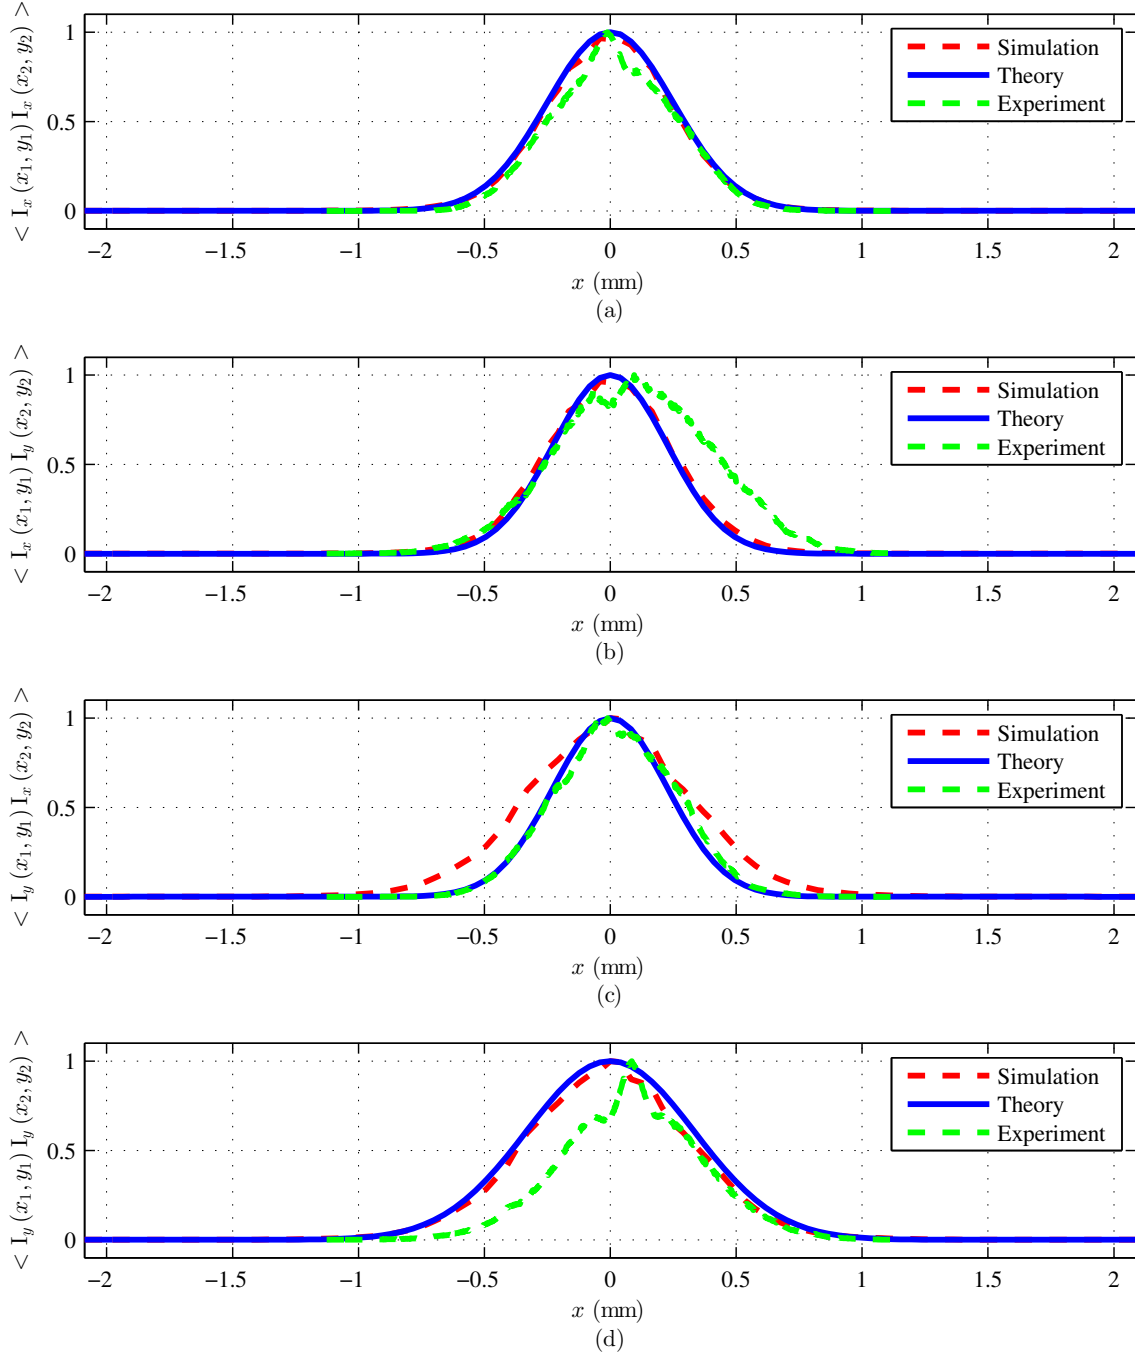 < I_x (x_1, y_1) I_x (x_2, y_2) >
1
0.5
0
Simulation
Theory
Experiment
−2 −1.5 −1 −0.5 0 0.5 1 1.5 2
x (mm)
(a)
< I_x (x_1, y_1) I_y (x_2, y_2) >
1
0.5
0
Simulation
Theory
Experiment
−2 −1.5 −1 −0.5 0 0.5 1 1.5 2
x (mm)
(b)
< I_y (x_1, y_1) I_x (x_2, y_2) >
1
0.5
0
Simulation
Theory
Experiment
−2 −1.5 −1 −0.5 0 0.5 1 1.5 2
x (mm)
(c)
< I_y (x_1, y_1) I_y (x_2, y_2) >
1
0.5
0
Simulation
Theory
Experiment
−2 −1.5 −1 −0.5 0 0.5 1 1.5 2
x (mm)
(d)